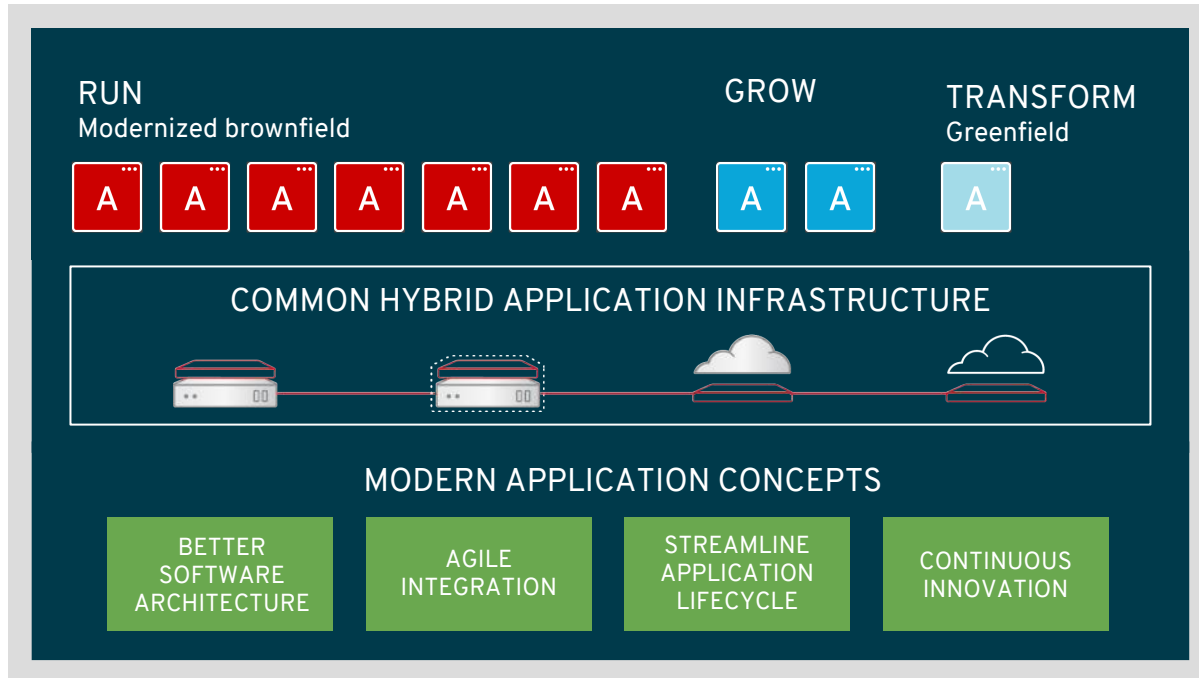 RUN
Modernized brownfield
GROW
TRANSFORM
Greenfield
A A A A A A A A A A
COMMON HYBRID APPLICATION INFRASTRUCTURE
MODERN APPLICATION CONCEPTS
BETTER
SOFTWARE
ARCHITECTURE
AGILE
INTEGRATION
STREAMLINE
APPLICATION
LIFECYCLE
CONTINUOUS
INNOVATION